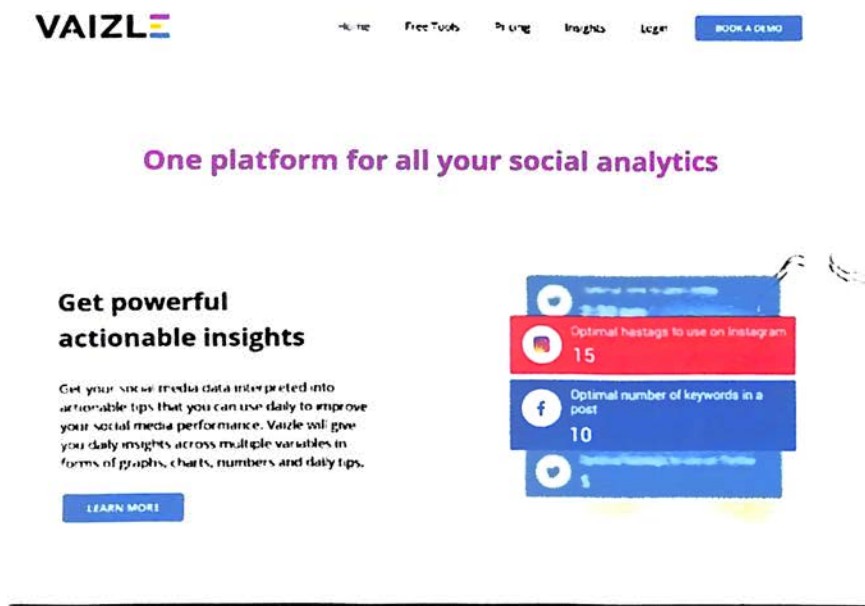 VAIZLE
Home Free Tools Pricing Insights Login BOOK A DEMO
One platform for all your social analytics
Get powerful
actionable insights
Get your social media data interpreted into
actionable tips that you can use daily to improve
your social media performance. Vaizle will give
you daily insights across multiple variables in
forms of graphs, charts, numbers and daily tips.
LEARN MORE
Optimal hastags to use on Instagram
15
Optimal number of keywords in a
post
10